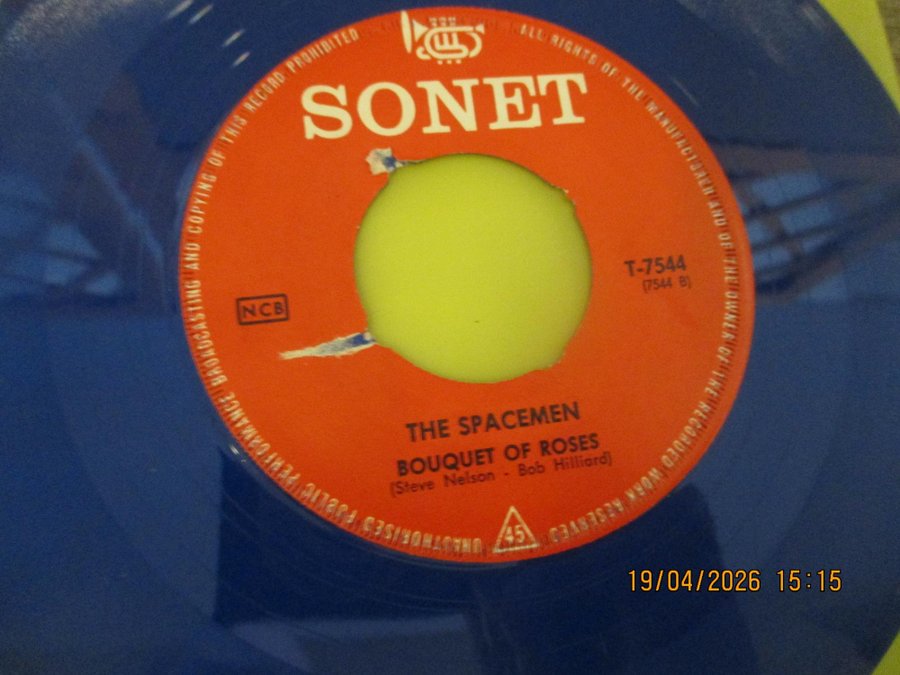 SONET
ALL RIGHTS OF THE MANUFACTURER AND OF THE OWNER OF THE RECORDED WORK RESERVED
UNAUTHORISED PUBLIC PERFORMANCE BROADCASTING AND COPYING OF THIS RECORD PROHIBITED
T-7544
(7544 B)
NCB
THE SPACEMEN
BOUQUET OF ROSES
(Steve Nelson - Bob Hilliard)
45
19/04/2026 15:15